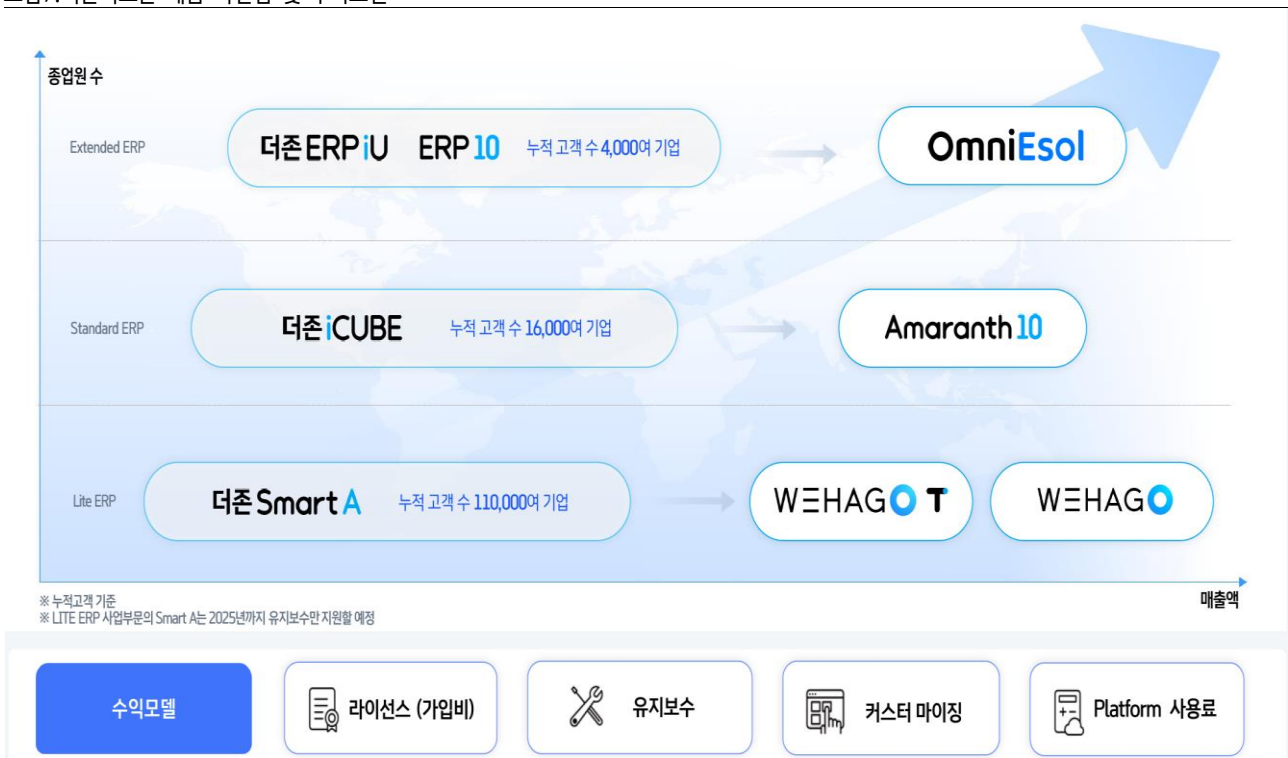 종업원 수
Extended ERP
더존 ERP iU ERP 10 누적 고객 수 4,000여 기업
OmniEsol
Standard ERP
더존 iCUBE 누적 고객 수 16,000여 기업
Amaranth 10
Lite ERP
더존 Smart A 누적 고객 수 110,000여 기업
WEHAGO T
WEHAGO
매출액
※ 누적고객 기준
※ LITE ERP 사업부문의 Smart A는 2025년까지 유지보수만 지원할 예정
수익모델
라이선스 (가입비)
유지보수
커스터 마이징
Platform 사용료